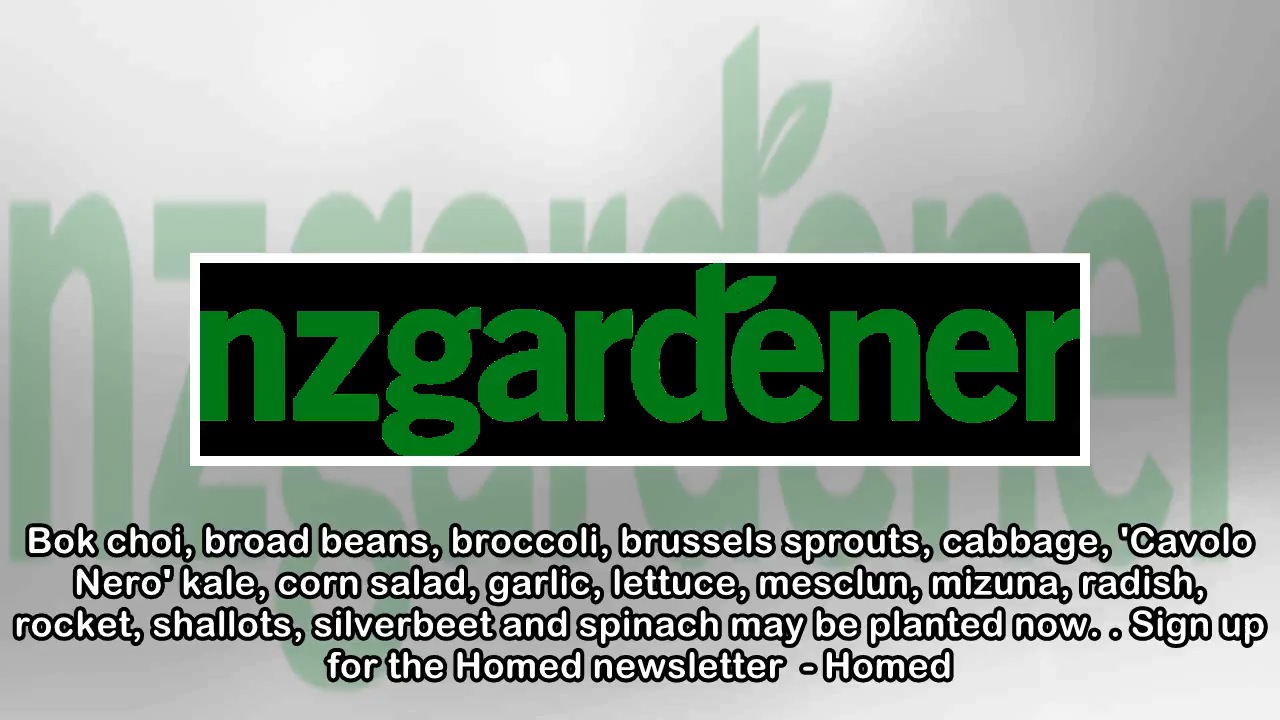 nzgardener
nzgardener
Bok choi, broad beans, broccoli, brussels sprouts, cabbage, 'Cavolo
Nero' kale, corn salad, garlic, lettuce, mesclun, mizuna, radish,
rocket, shallots, silverbeet and spinach may be planted now. . Sign up
for the Homed newsletter - Homed